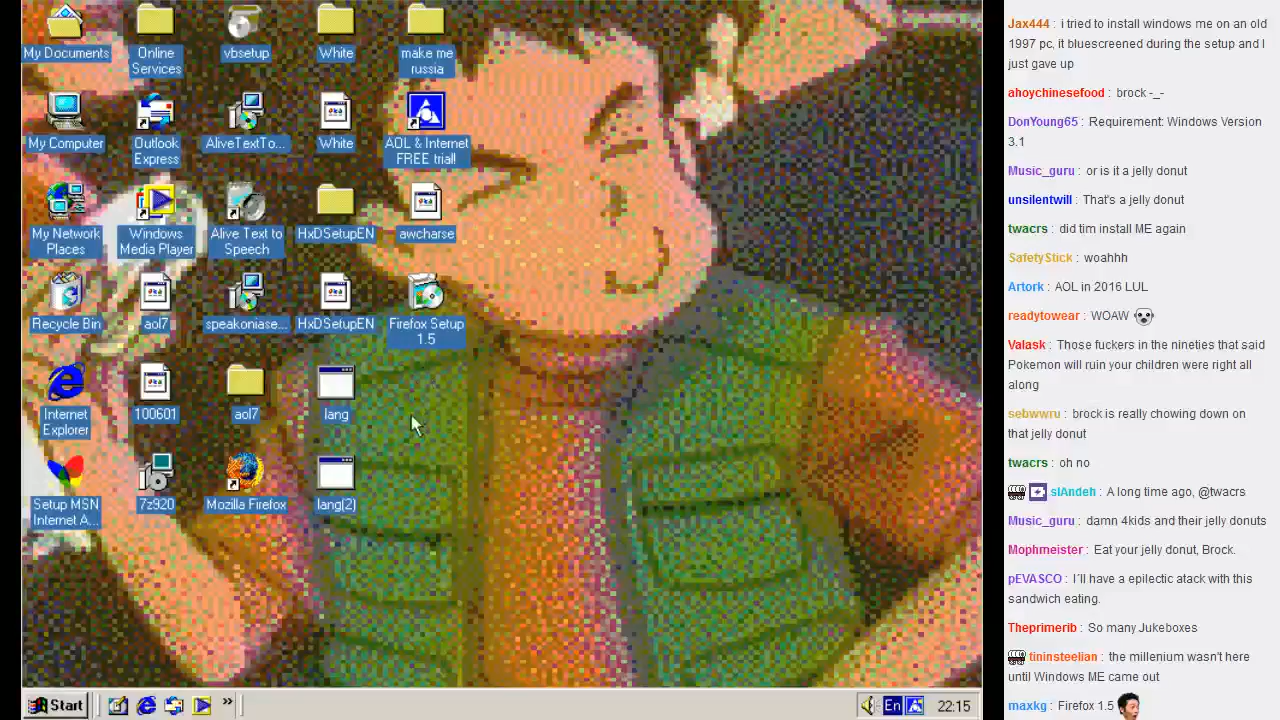 My Documents
Online
Services
vbsetup
White
make me
russia
My Computer
Outlook
Express
AliveTextTo...
White
AOL & Internet
FREE trial!
My Network
Places
Windows
Media Player
Alive Text to
Speech
HxDSetupEN
awcharse
Recycle Bin
aol7
speakoniase...
HxDSetupEN
Firefox Setup
1.5
Internet
Explorer
100601
aol7
lang
Setup MSN
Internet A...
7z920
Mozilla Firefox
lang(2)
Start
»
En
22:15
Jax444 : i tried to install windows me on an old
1997 pc, it bluescreened during the setup and I
just gave up
ahoychinesefood : brock -_-
DonYoung65 : Requirement: Windows Version
3.1
Music_guru : or is it a jelly donut
unsilentwill : That's a jelly donut
twacrs : did tim install ME again
SafetyStick : woahhh
Artork : AOL in 2016 LUL
readytowear : WOAW
Valask : Those fuckers in the nineties that said
Pokemon will ruin your children were right all
along
sebwwru : brock is really chowing down on
that jelly donut
twacrs : oh no
slAndeh : A long time ago, @twacrs
Music_guru : damn 4kids and their jelly donuts
Mophmeister : Eat your jelly donut, Brock.
pEVASCO : I´ll have a epilectic atack with this
sandwich eating.
Theprimerib : So many Jukeboxes
tininsteelian : the millenium wasn't here
until Windows ME came out
maxkg : Firefox 1.5